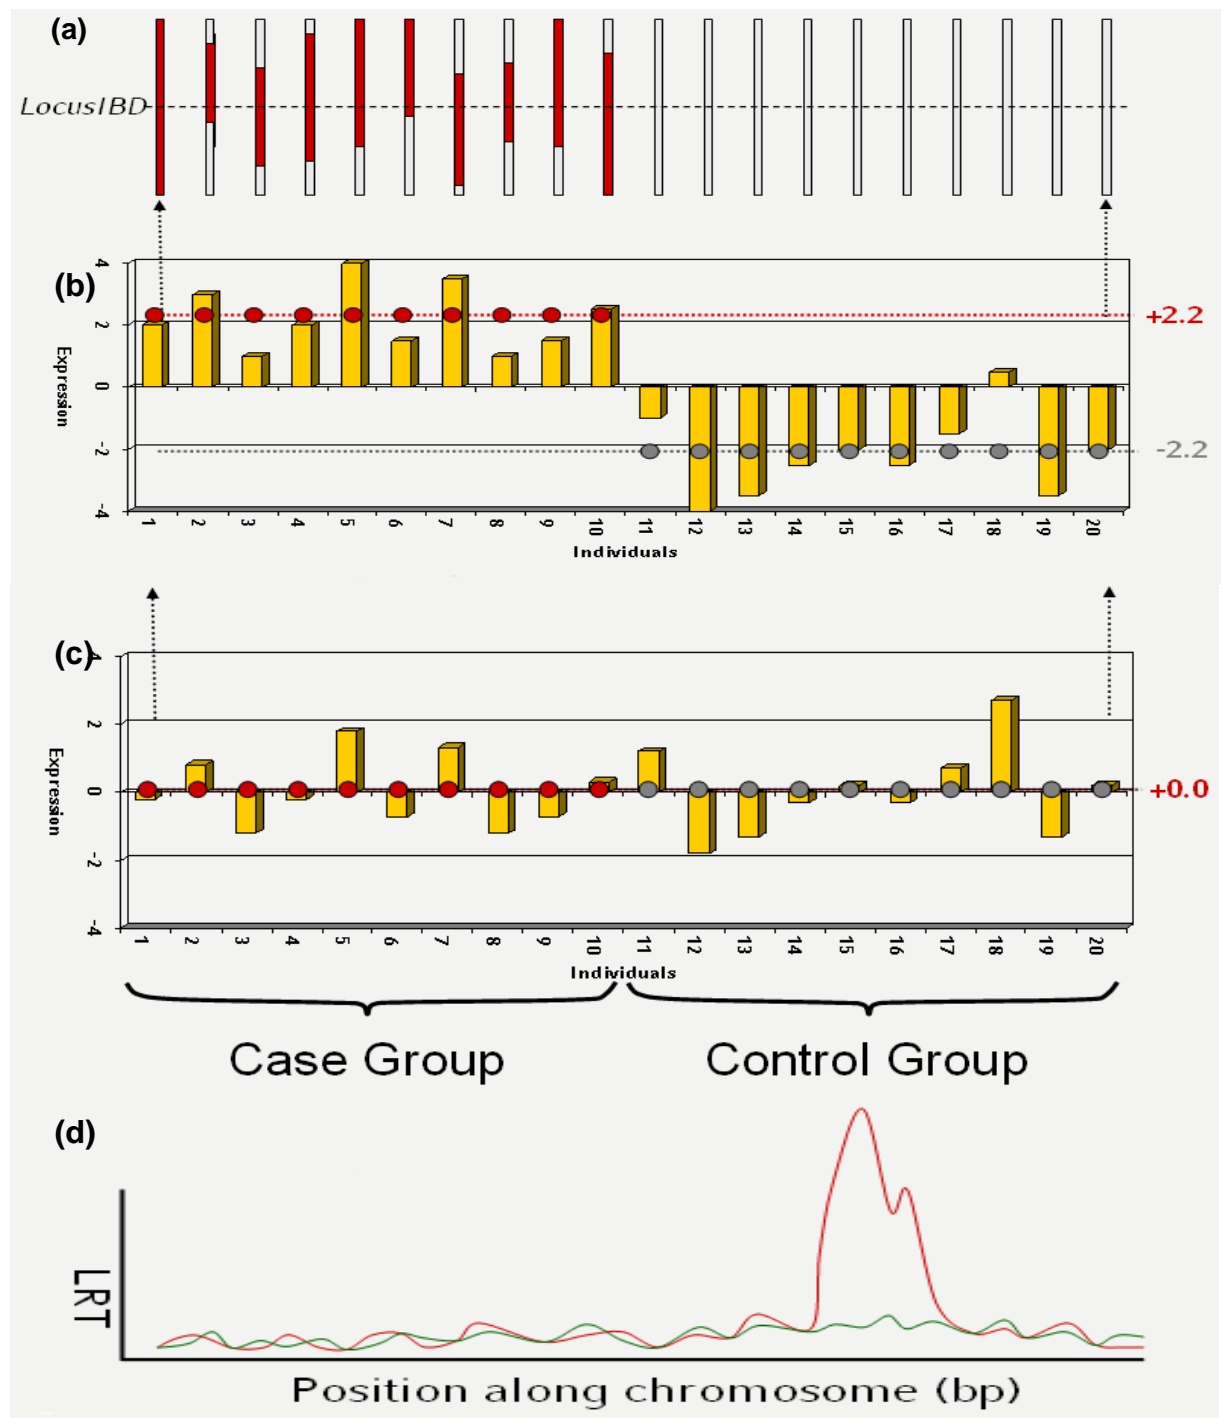 (a)
LocusIBD
(b)
4
2
0
-2
-4
Expression
+2.2
-2.2
1 2 3 4 5 6 7 8 9 10 11 12 13 14 15 16 17 18 19 20
Individuals
(c)
4
2
0
-2
-4
Expression
+0.0
1 2 3 4 5 6 7 8 9 10 11 12 13 14 15 16 17 18 19 20
Individuals
Case Group
Control Group
(d)
LRT
Position along chromosome (bp)